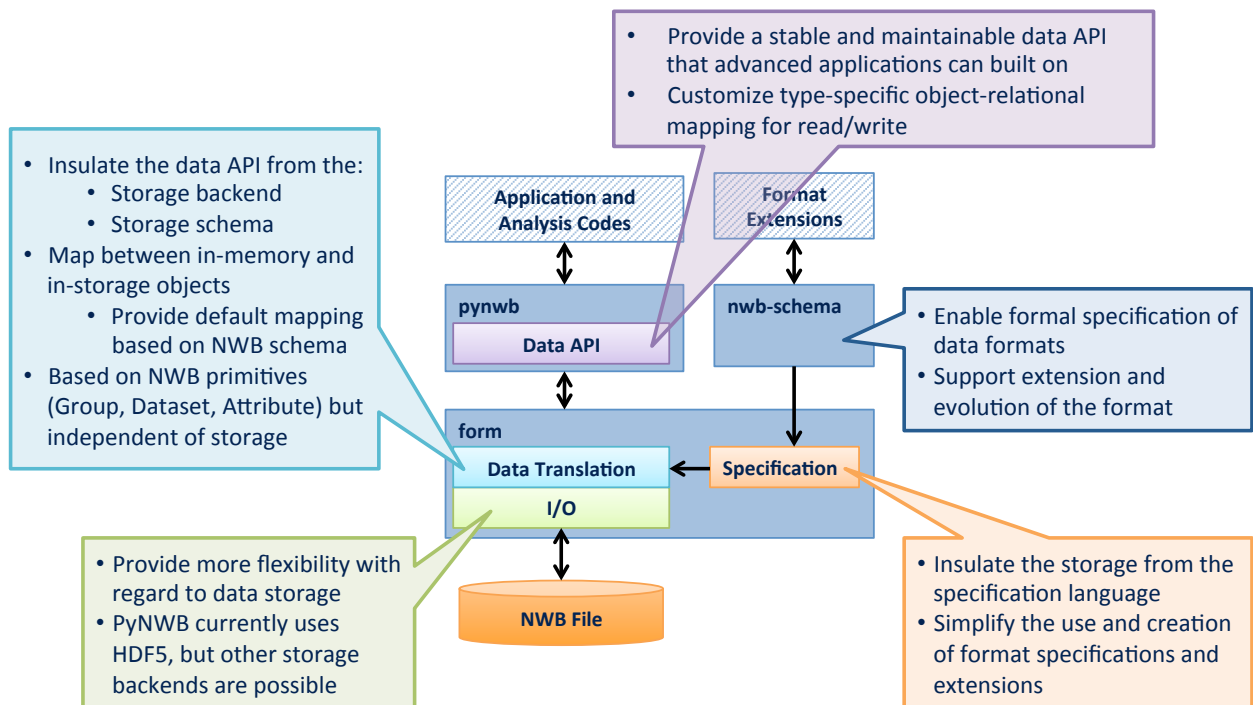 • Provide a stable and maintainable data API
that advanced applications can built on
• Customize type-specific object-relational
mapping for read/write
• Insulate the data API from the:
• Storage backend
• Storage schema
• Map between in-memory and
in-storage objects
• Provide default mapping
based on NWB schema
• Based on NWB primitives
(Group, Dataset, Attribute) but
independent of storage
Application and
Analysis Codes
Format
Extensions
pynwb
Data API
nwb-schema
• Enable formal specification of
data formats
• Support extension and
evolution of the format
form
Data Translation
I/O
Specification
NWB File
• Provide more flexibility with
regard to data storage
• PyNWB currently uses
HDF5, but other storage
backends are possible
• Insulate the storage from the
specification language
• Simplify the use and creation
of format specifications and
extensions